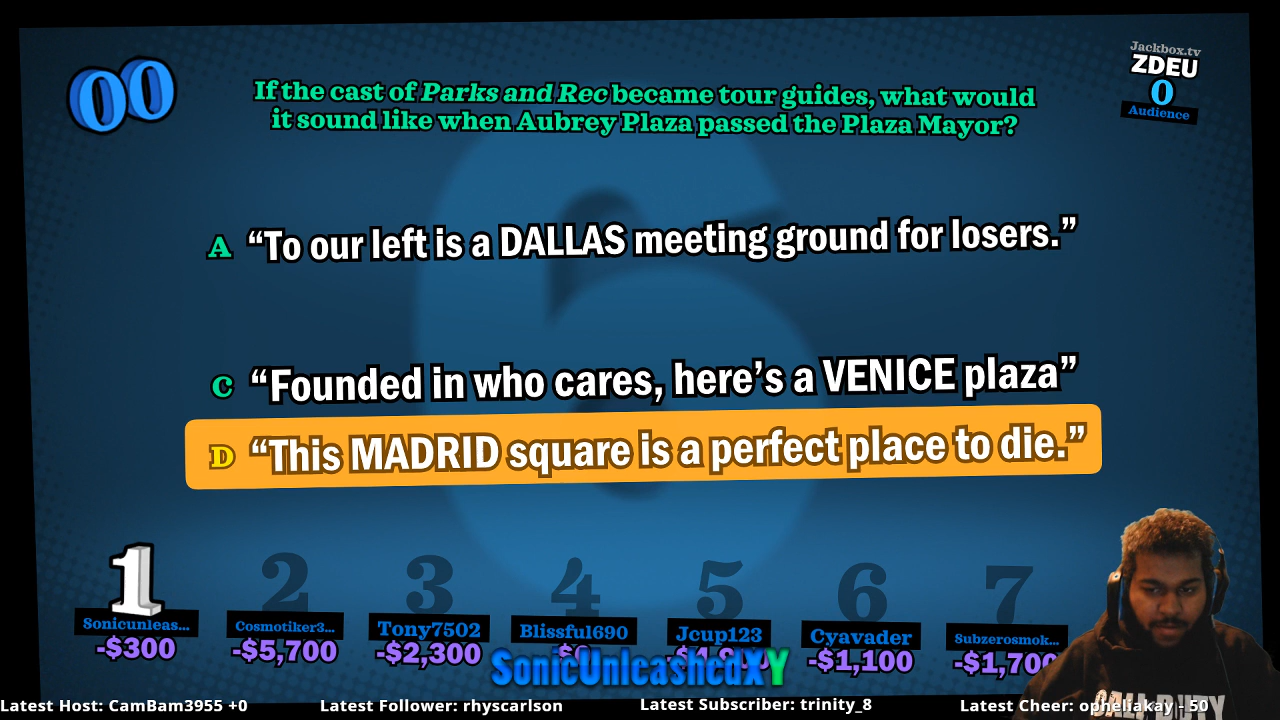 00
Jackbox.tv
ZDEU
0
Audience
If the cast of Parks and Rec became tour guides, what would
it sound like when Aubrey Plaza passed the Plaza Mayor?
A “To our left is a DALLAS meeting ground for losers.”
C “Founded in who cares, here’s a VENICE plaza”
D “This MADRID square is a perfect place to die.”
1 2 3 4 5 6 7
Sonicunleas... Cosmotiker3... Tony7502 Blissful690 Jcup123 Cyavader Subzerosmok...
-$300 -$5,700 -$2,300 -$1,100 -$1,700
SonicUnleashedXY
CALL DUTY
Latest Host: CamBam3955 +0 Latest Follower: rhyscarlson Latest Subscriber: trinity_8 Latest Cheer: opheliakay - 50